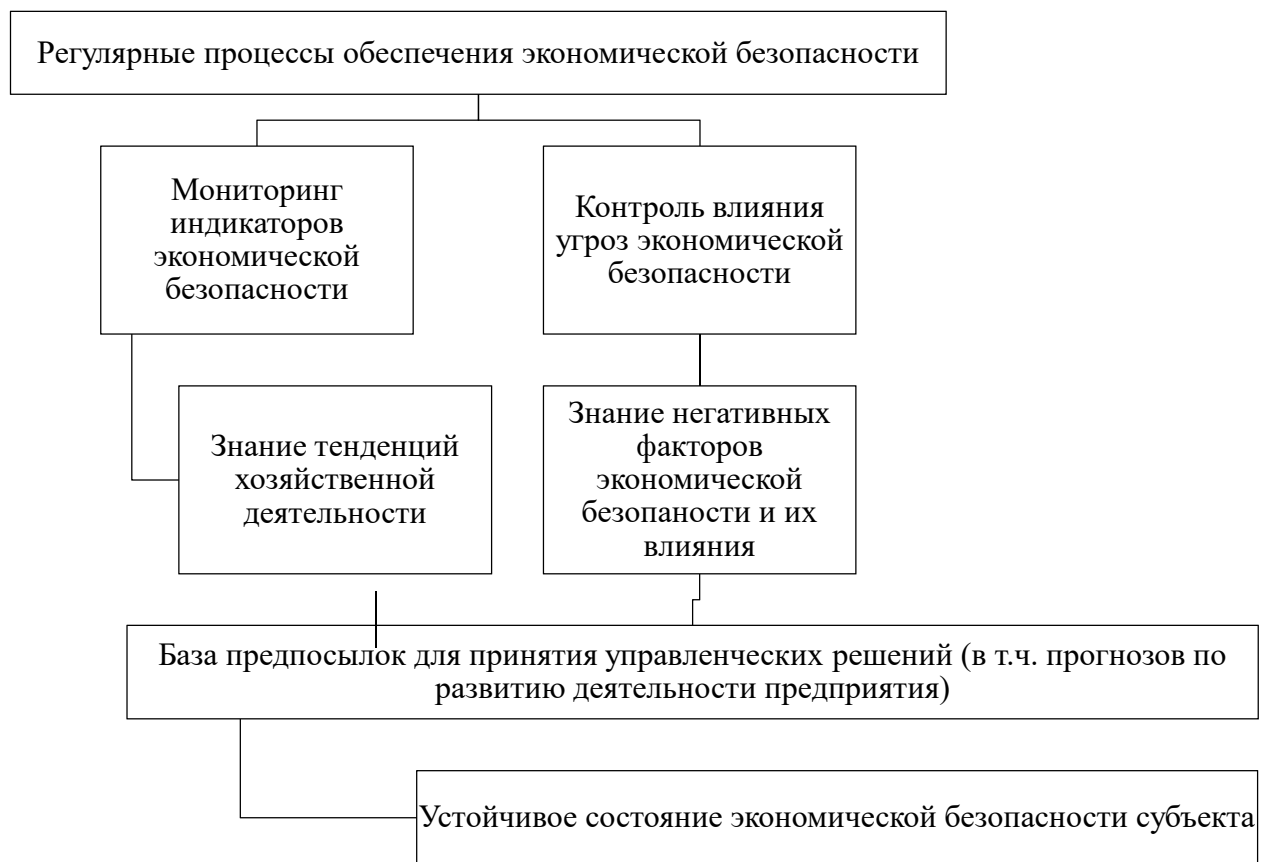 Регулярные процессы обеспечения экономической безопасности
Мониторинг
индикаторов
экономической
безопасности
Контроль влияния
угроз экономической
безопасности
Знание тенденций
хозяйственной
деятельности
Знание негативных
факторов
экономической
безопаности и их
влияния
База предпосылок для принятия управленческих решений (в т.ч. прогнозов по
развитию деятельности предприятия)
Устойчивое состояние экономической безопасности субъекта